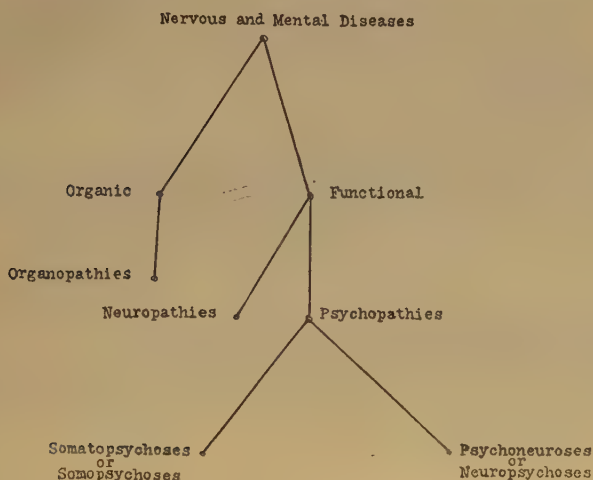 Nervous and Mental Diseases
Organic
Functional
Organopathies
Neuropathies
Psychopathies
Somatopsychoses
or
Somopsychoses
Psychoneuroses
or
Neuropsychoses